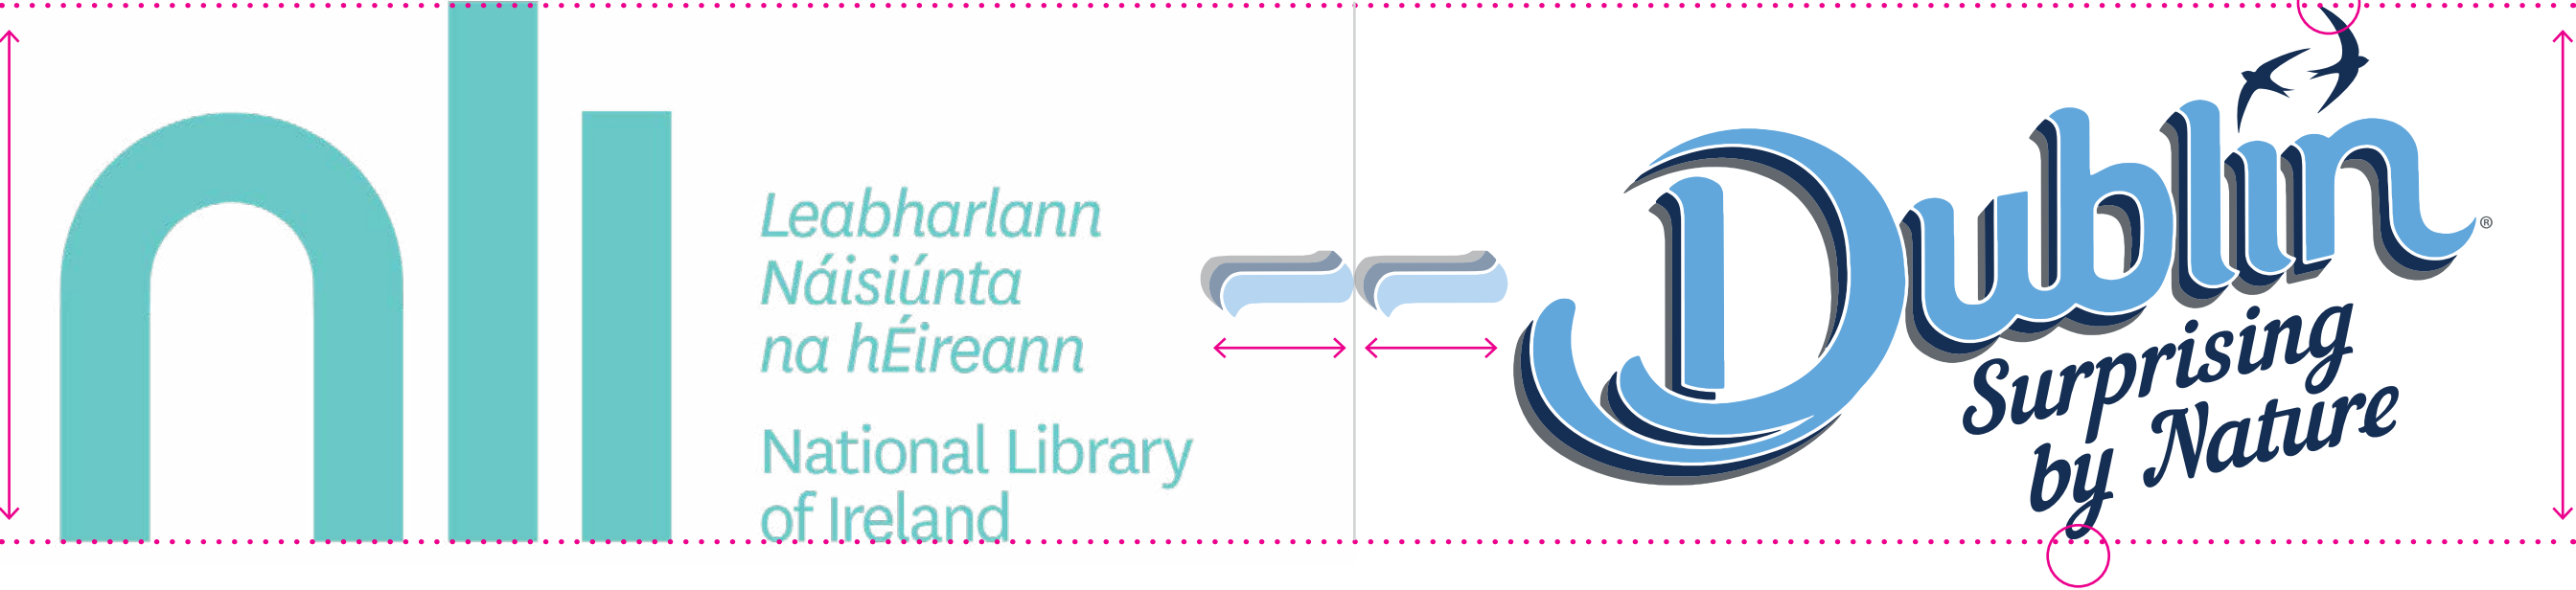 nli
Leabharlann
Náisiúnta
na hÉireann
National Library
of Ireland
Dublin®
Surprising
by Nature